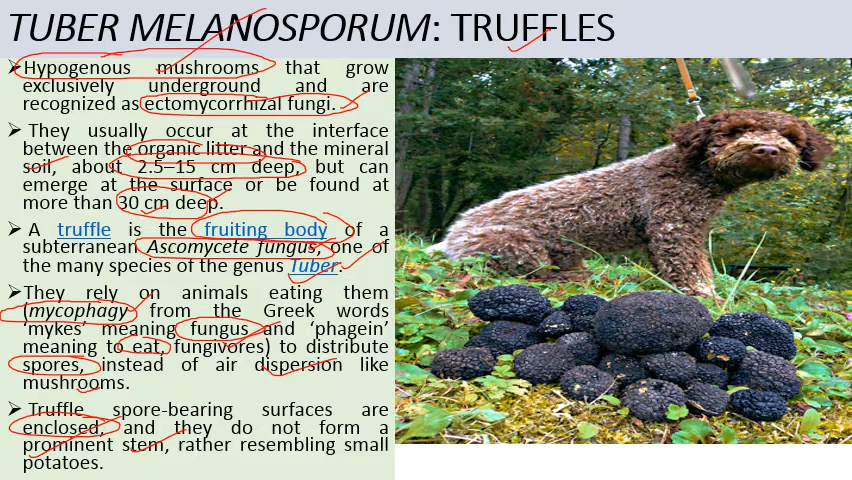 TUBER MELANOSPORUM: TRUFFLES
➢Hypogenous mushrooms that grow
exclusively underground and are
recognized as ectomycorrhizal fungi.
➢ They usually occur at the interface
between the organic litter and the mineral
soil, about 2.5–15 cm deep, but can
emerge at the surface or be found at
more than 30 cm deep.
➢ A truffle is the fruiting body of a
subterranean Ascomycete fungus, one of
the many species of the genus Tuber.
➢They rely on animals eating them
(mycophagy from the Greek words
‘mykes’ meaning fungus and ‘phagein’
meaning to eat, fungivores) to distribute
spores, instead of air dispersion like
mushrooms.
➢ Truffle spore-bearing surfaces are
enclosed, and they do not form a
prominent stem, rather resembling small
potatoes.